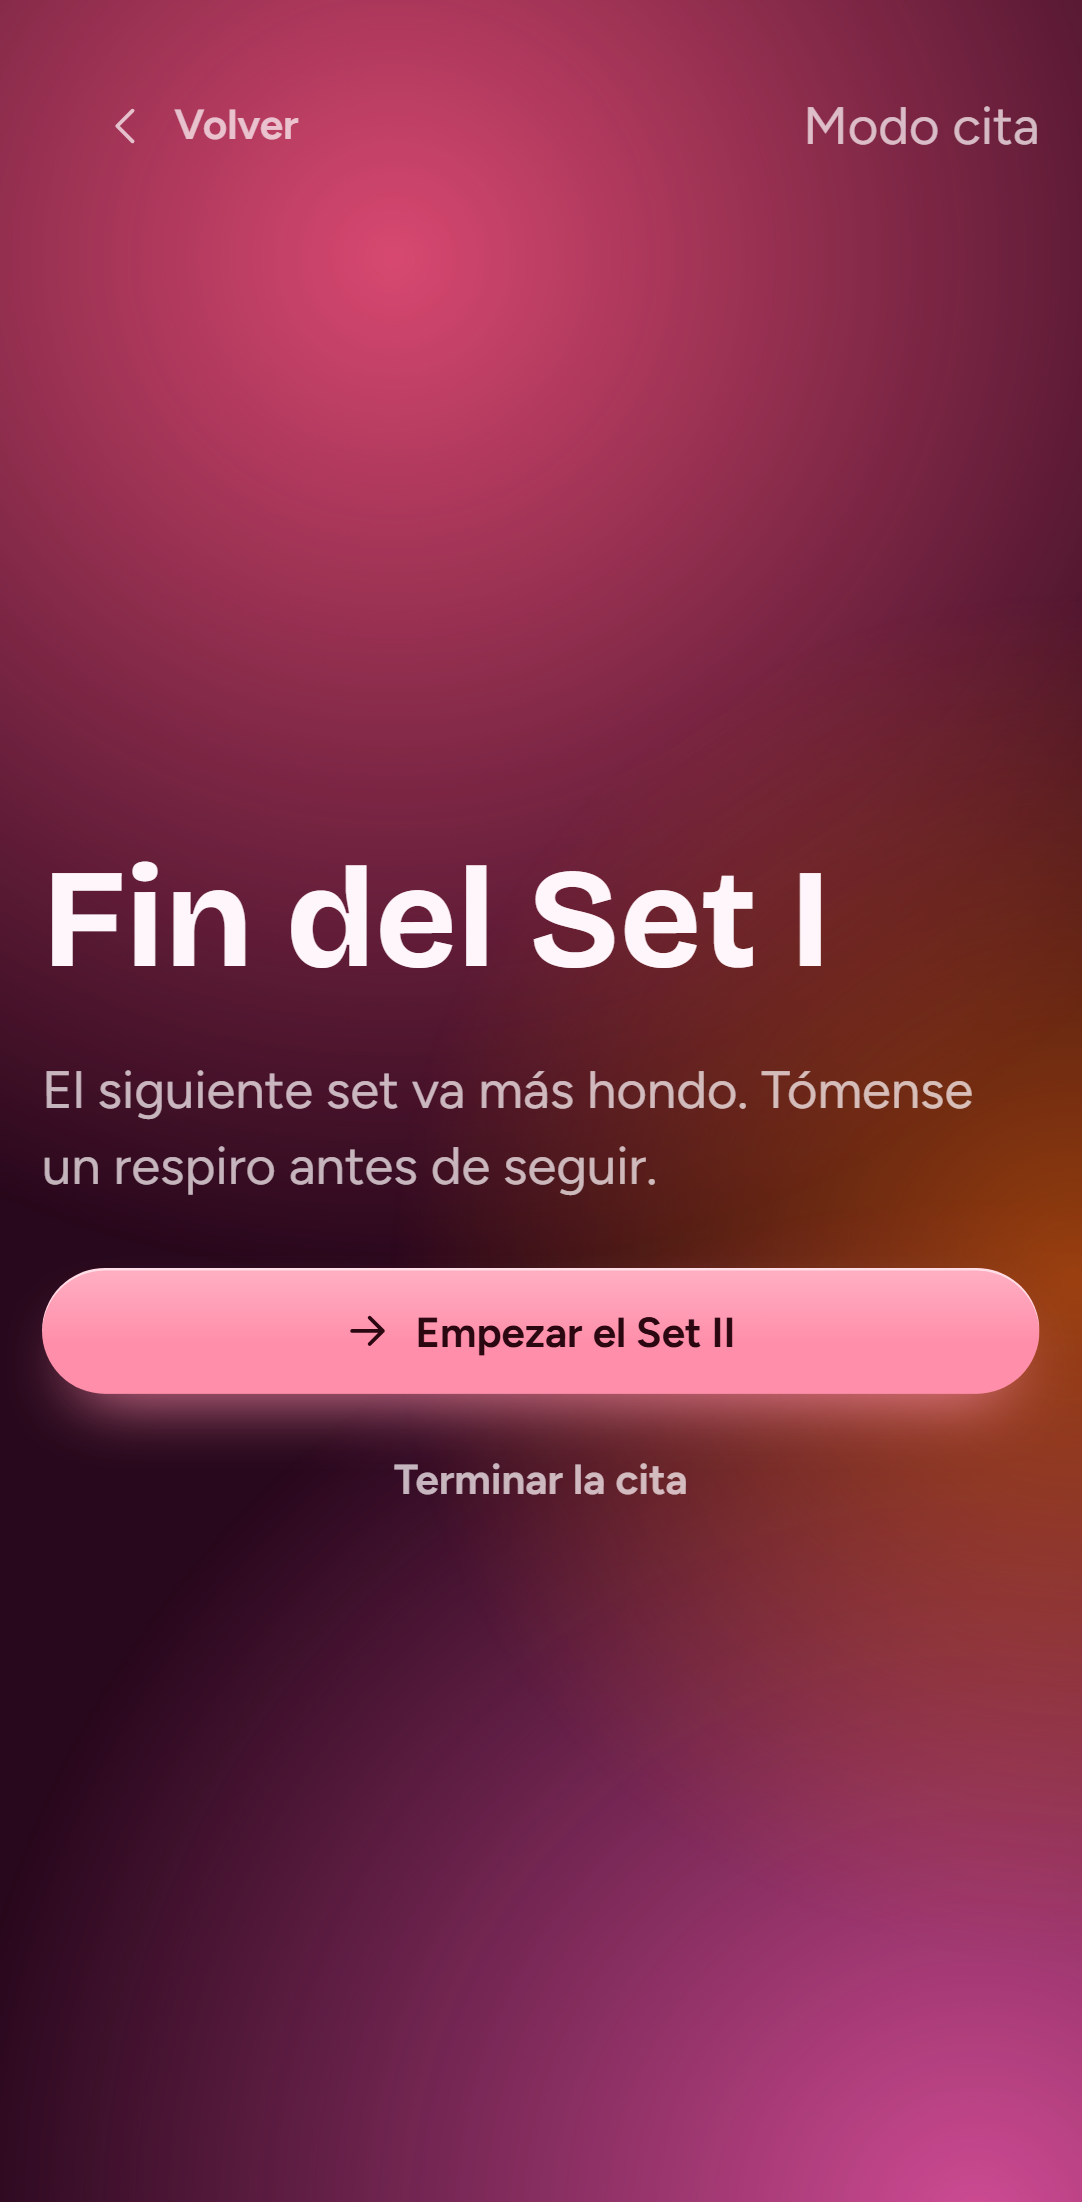 Volver
Modo cita
Fin del Set I
El siguiente set va más hondo. Tómense
un respiro antes de seguir.
Empezar el Set II
Terminar la cita